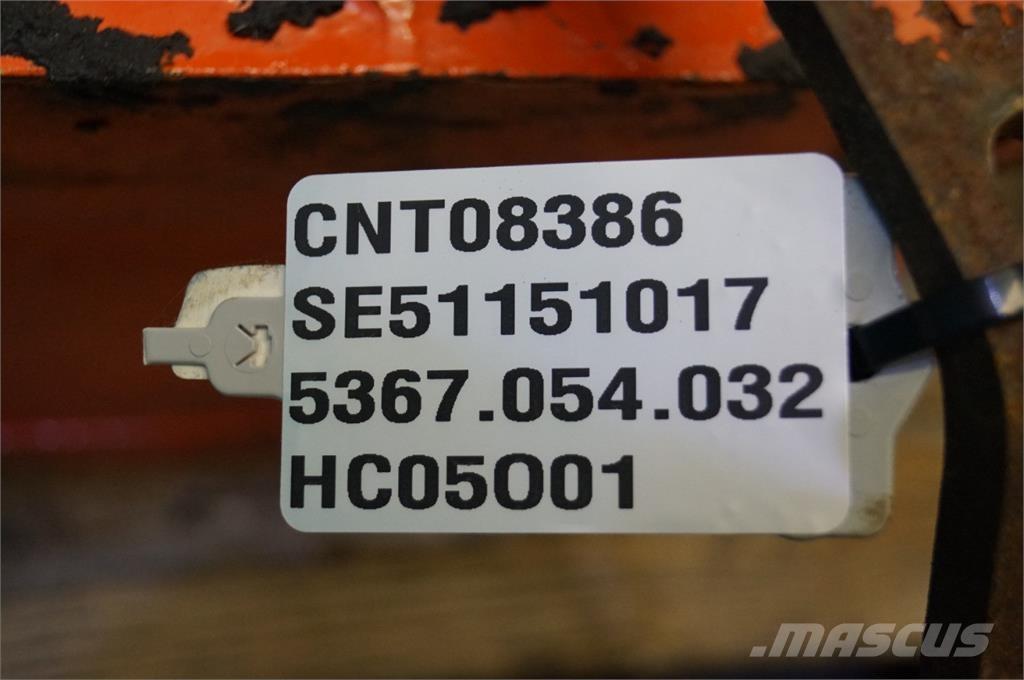 CNT08386
SE51151017
5367.054.032
HC05O01
MASCUS